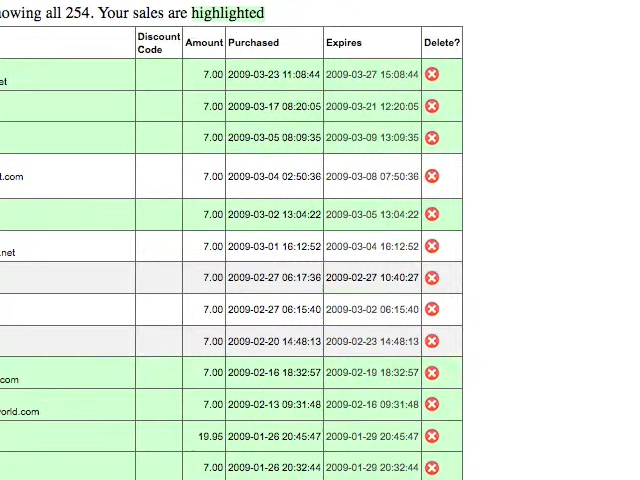 owing all 254. Your sales are highlighted
Discount Code Amount Purchased Expires Delete?
et 7.00 2009-03-23 11:08:44 2009-03-27 15:08:44
7.00 2009-03-17 08:20:05 2009-03-21 12:20:05
7.00 2009-03-05 08:09:35 2009-03-09 13:09:35
t.com 7.00 2009-03-04 02:50:36 2009-03-08 07:50:36
7.00 2009-03-02 13:04:22 2009-03-05 13:04:22
.net 7.00 2009-03-01 16:12:52 2009-03-04 16:12:52
7.00 2009-02-27 06:17:36 2009-02-27 10:40:27
7.00 2009-02-27 06:15:40 2009-03-02 06:15:40
7.00 2009-02-20 14:48:13 2009-02-23 14:48:13
com 7.00 2009-02-16 18:32:57 2009-02-19 18:32:57
orld.com 7.00 2009-02-13 09:31:48 2009-02-16 09:31:48
19.95 2009-01-26 20:45:47 2009-01-29 20:45:47
7.00 2009-01-26 20:32:44 2009-01-29 20:32:44